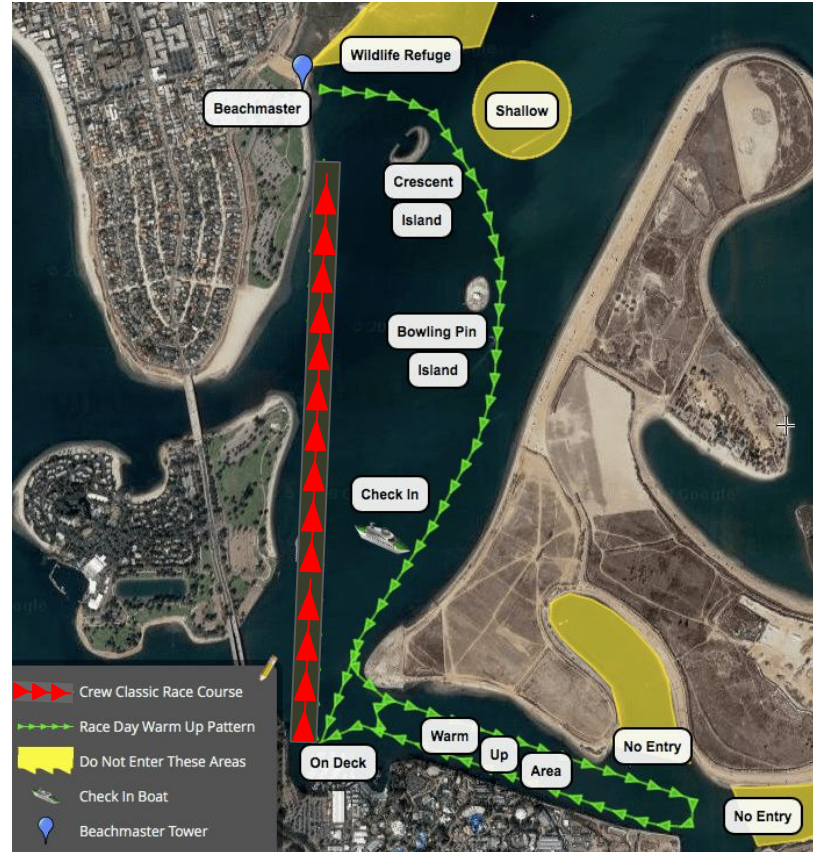 Wildlife Refuge
Beachmaster
Shallow
Crescent
Island
Bowling Pin
Island
Check In
Crew Classic Race Course
Race Day Warm Up Pattern
Do Not Enter These Areas
Check In Boat
Beachmaster Tower
On Deck
Warm
Up
Area
No Entry
No Entry
Google